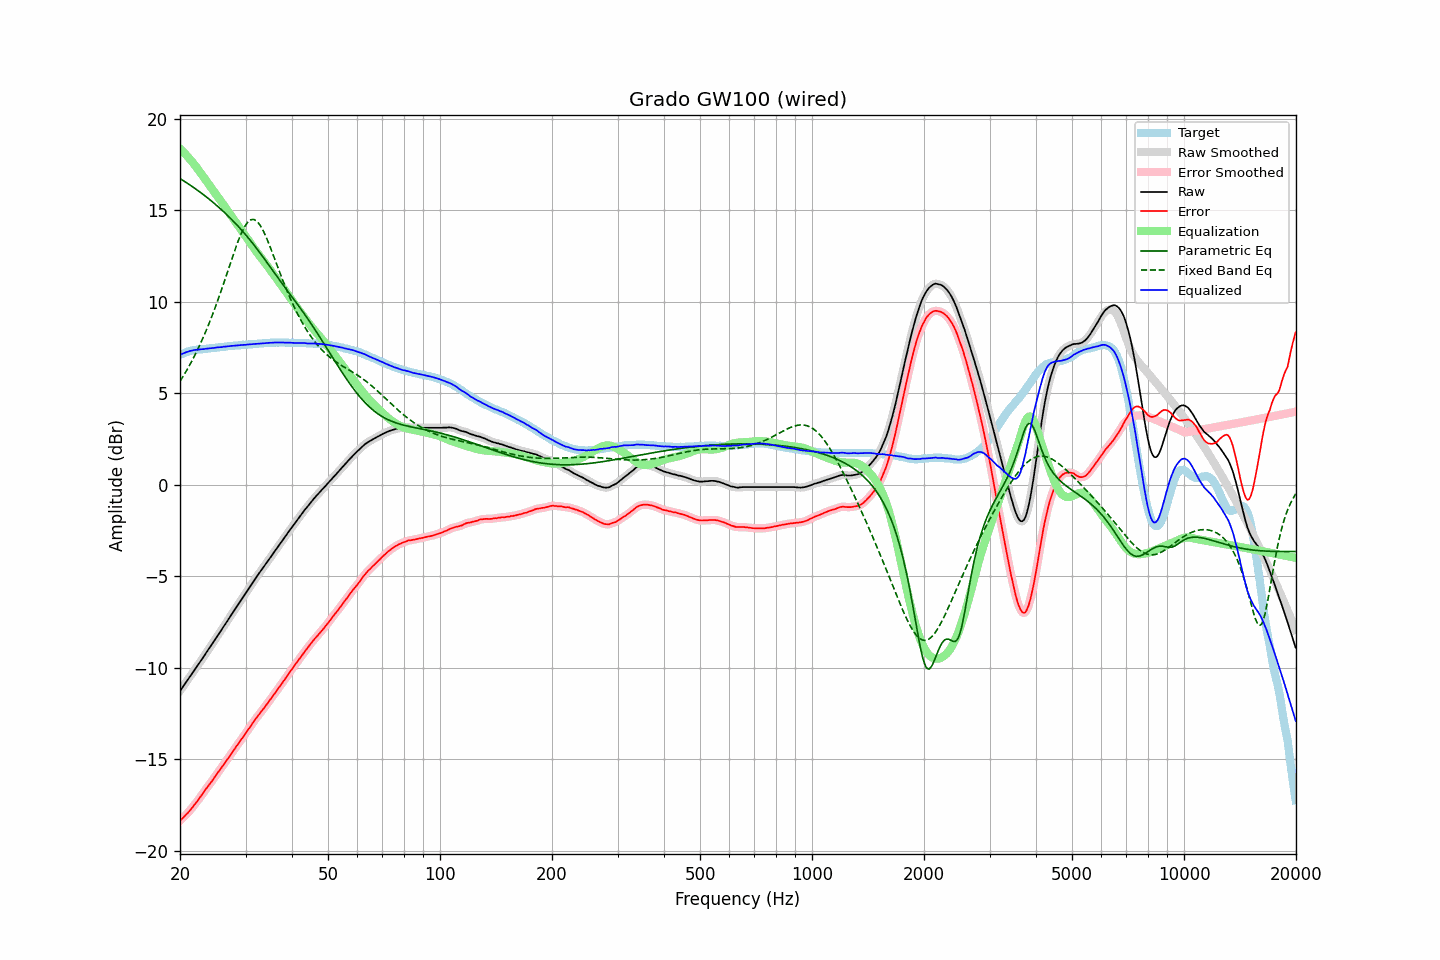 Grado GW100 (wired)
Amplitude (dBr)
20
15
10
5
0
−5
−10
−15
−20
Target
Raw Smoothed
Error Smoothed
Raw
Error
Equalization
Parametric Eq
Fixed Band Eq
Equalized
20 50 100 200 500 1000 2000 5000 10000 20000
Frequency (Hz)